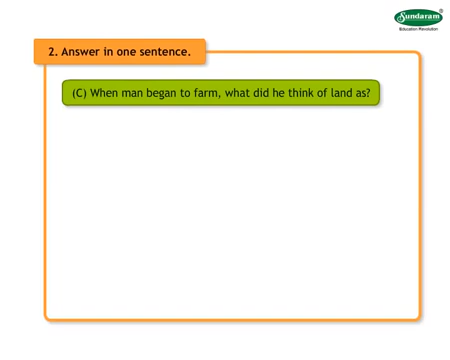 Sundaram ®
Education Revolution
2. Answer in one sentence.
(C) When man began to farm, what did he think of land as?